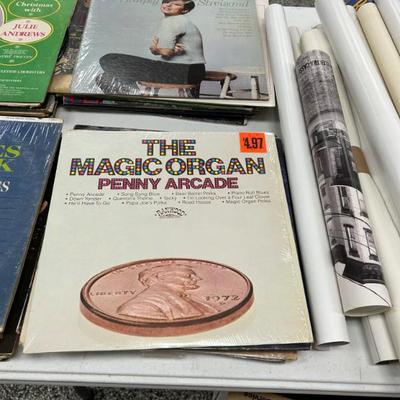 Christmas with
JULIE
ANDREWS
Streisand
4.97
THE
MAGIC ORGAN
PENNY ARCADE
• Penny Arcade • Song Sung Blue • Beer Barrel Polka • Piano Roll Blues
• Down Yonder • Quentin's Theme • Tacky • I'm Looking Over a Four Leaf Clover
• He'll Have To Go • Papa Joe's Polka • Road House • Magic Organ Polka
LIBERTY
1972